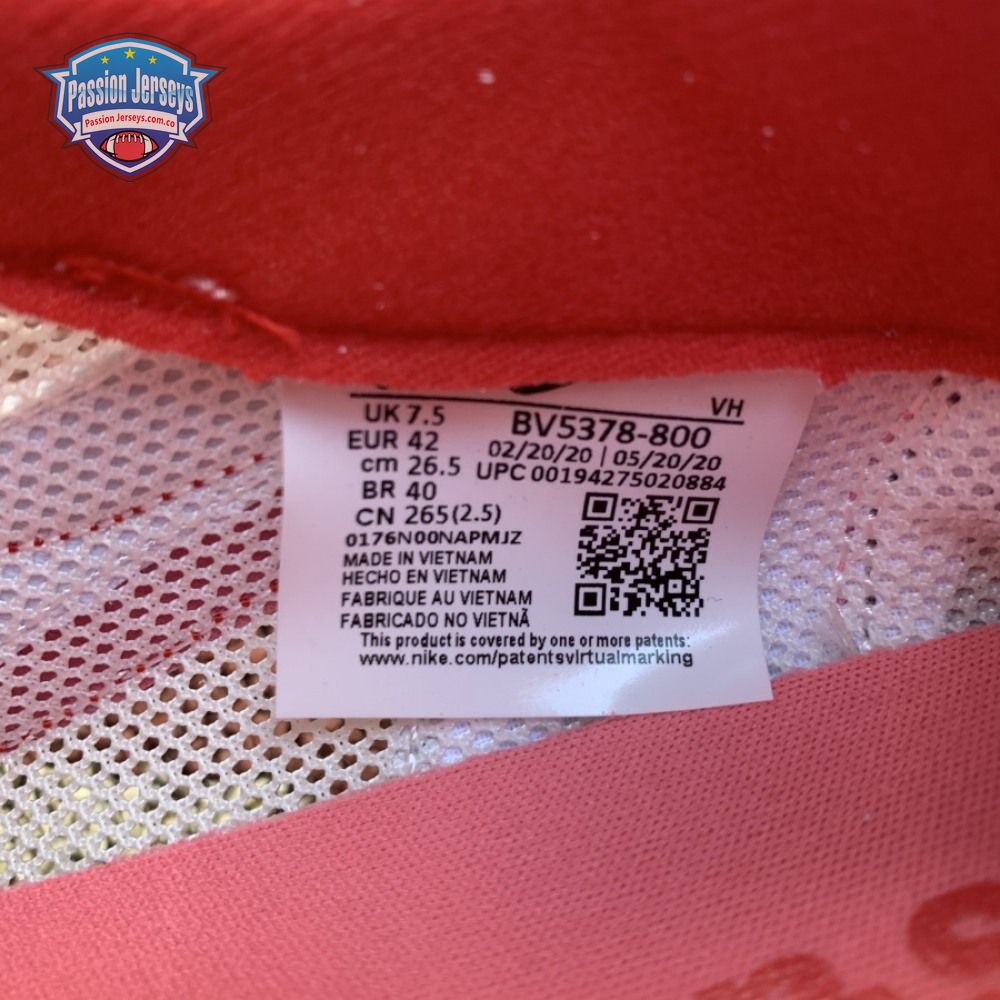 Passion Jerseys
Passion Jerseys.com.co
VH
UK 7.5
EUR 42
cm 26.5
BR 40
CN 265(2.5)
BV5378-800
02/20/20 | 05/20/20
UPC 00194275020884
0176N00NAPMJZ
MADE IN VIETNAM
HECHO EN VIETNAM
FABRIQUE AU VIETNAM
FABRICADO NO VIETNÃ
This product is covered by one or more patents:
www.nike.com/patentsvirtualmarking